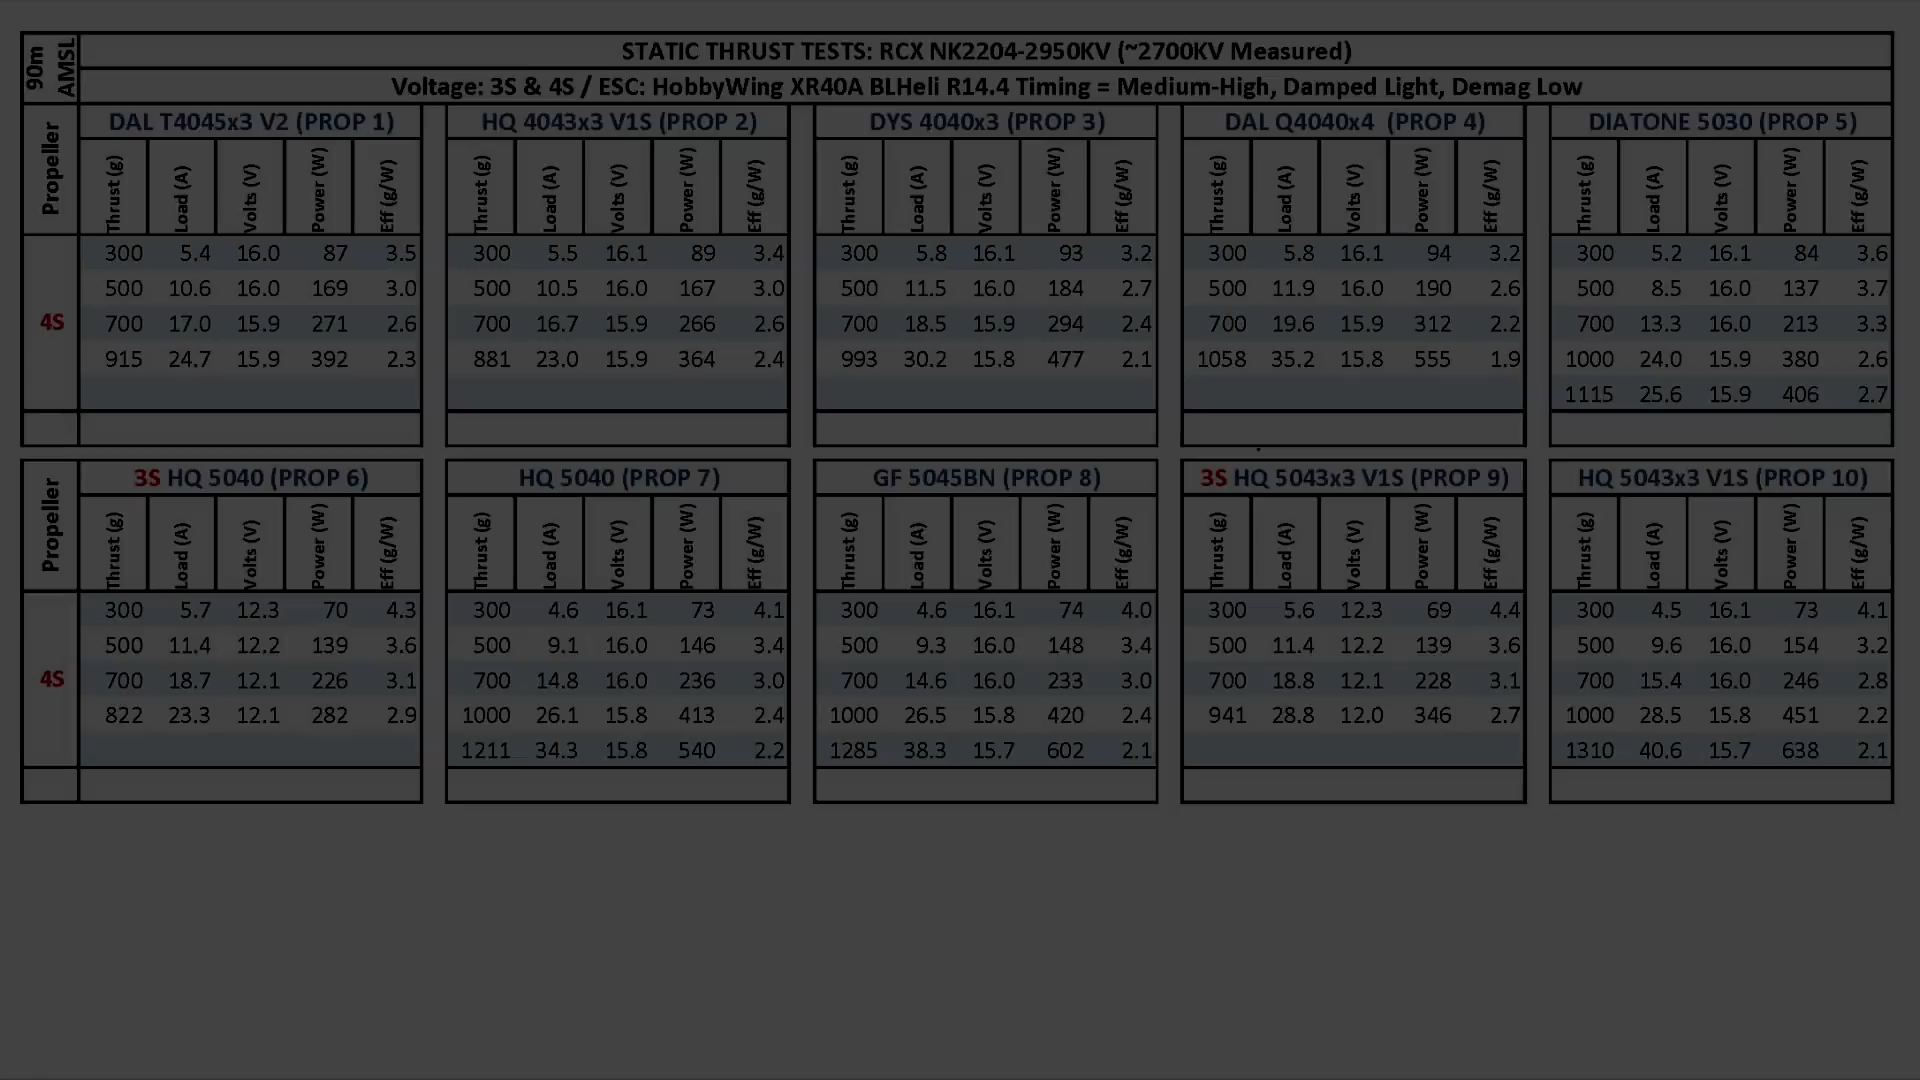 90m AMSL
STATIC THRUST TESTS: RCX NK2204-2950KV (~2700KV Measured)
Voltage: 3S & 4S / ESC: HobbyWing XR40A BLHeli R14.4 Timing = Medium-High, Damped Light, Demag Low
Propeller DAL T4045x3 V2 (PROP 1) HQ 4043x3 V1S (PROP 2) DYS 4040x3 (PROP 3) DAL Q4040x4 (PROP 4) DIATONE 5030 (PROP 5)
Thrust (g) Load (A) Volts (V) Power (W) Eff (g/W) Thrust (g) Load (A) Volts (V) Power (W) Eff (g/W) Thrust (g) Load (A) Volts (V) Power (W) Eff (g/W) Thrust (g) Load (A) Volts (V) Power (W) Eff (g/W) Thrust (g) Load (A) Volts (V) Power (W) Eff (g/W)
300 5.4 16.0 87 3.5 300 5.5 16.1 89 3.4 300 5.8 16.1 93 3.2 300 5.8 16.1 94 3.2 300 5.2 16.1 84 3.6
500 10.6 16.0 169 3.0 500 10.5 16.0 167 3.0 500 11.5 16.0 184 2.7 500 11.9 16.0 190 2.6 500 8.5 16.0 137 3.7
4S 700 17.0 15.9 271 2.6 700 16.7 15.9 266 2.6 700 18.5 15.9 294 2.4 700 19.6 15.9 312 2.2 700 13.3 16.0 213 3.3
915 24.7 15.9 392 2.3 881 23.0 15.9 364 2.4 993 30.2 15.8 477 2.1 1058 35.2 15.8 555 1.9 1000 24.0 15.9 380 2.6
1115 25.6 15.9 406 2.7
Propeller 3S HQ 5040 (PROP 6) HQ 5040 (PROP 7) GF 5045BN (PROP 8) 3S HQ 5043x3 V1S (PROP 9) HQ 5043x3 V1S (PROP 10)
Thrust (g) Load (A) Volts (V) Power (W) Eff (g/W) Thrust (g) Load (A) Volts (V) Power (W) Eff (g/W) Thrust (g) Load (A) Volts (V) Power (W) Eff (g/W) Thrust (g) Load (A) Volts (V) Power (W) Eff (g/W) Thrust (g) Load (A) Volts (V) Power (W) Eff (g/W)
300 5.7 12.3 70 4.3 300 4.6 16.1 73 4.1 300 4.6 16.1 74 4.0 300 5.6 12.3 69 4.4 300 4.5 16.1 73 4.1
500 11.4 12.2 139 3.6 500 9.1 16.0 146 3.4 500 9.3 16.0 148 3.4 500 11.4 12.2 139 3.6 500 9.6 16.0 154 3.2
4S 700 18.7 12.1 226 3.1 700 14.8 16.0 236 3.0 700 14.6 16.0 233 3.0 700 18.8 12.1 228 3.1 700 15.4 16.0 246 2.8
822 23.3 12.1 282 2.9 1000 26.1 15.8 413 2.4 1000 26.5 15.8 420 2.4 941 28.8 12.0 346 2.7 1000 28.5 15.8 451 2.2
1211 34.3 15.8 540 2.2 1285 38.3 15.7 602 2.1 1310 40.6 15.7 638 2.1